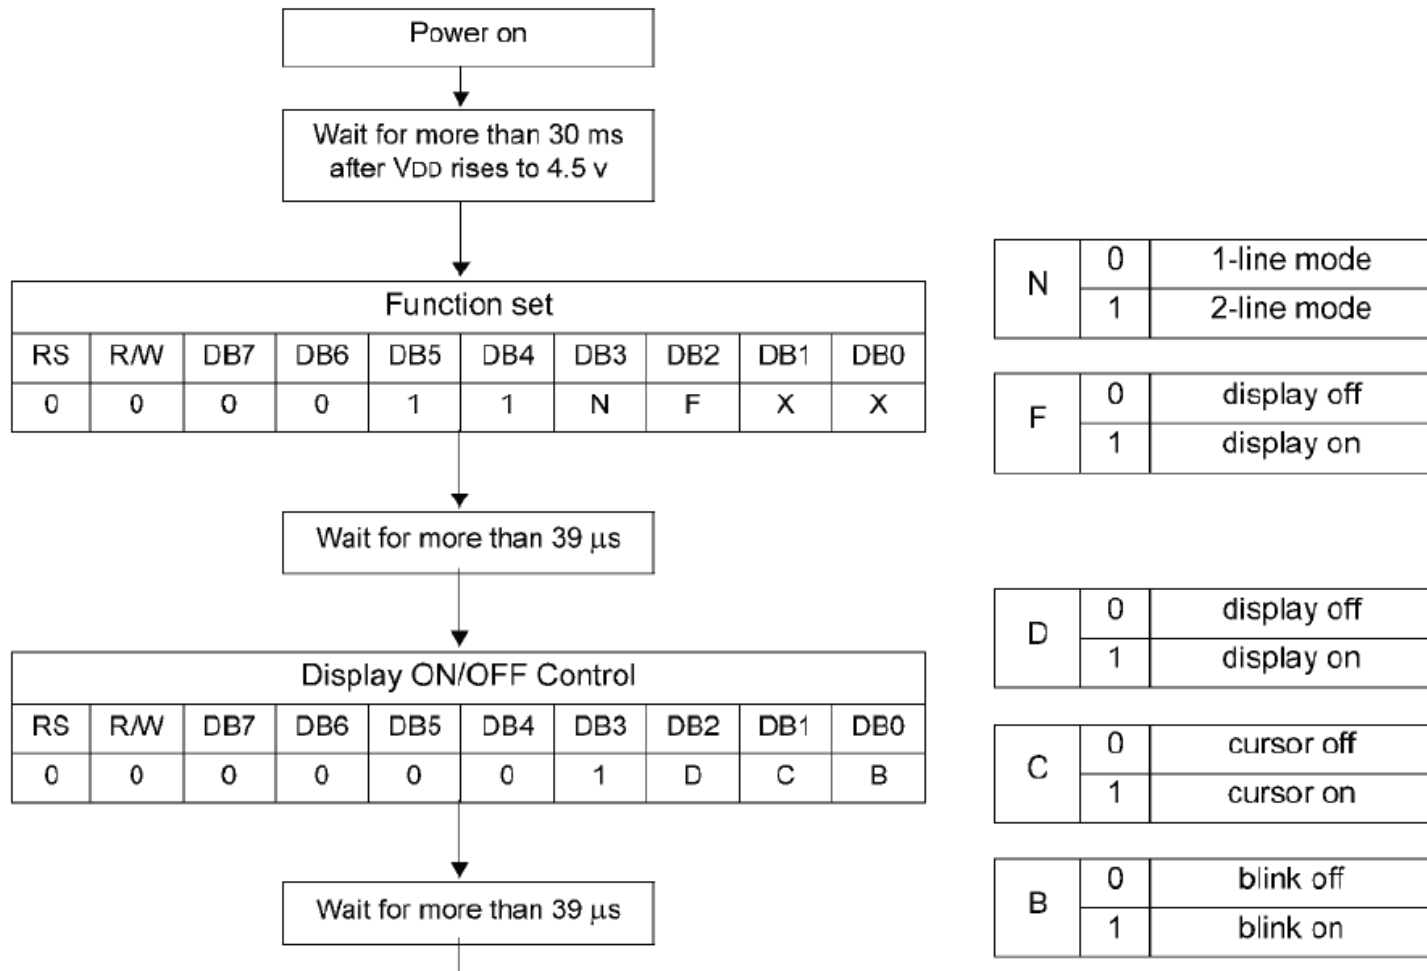 Power on
Wait for more than 30 ms
after VDD rises to 4.5 v
Function set
RS R/W DB7 DB6 DB5 DB4 DB3 DB2 DB1 DB0
0 0 0 0 1 1 N F X X
N
0 1-line mode
1 2-line mode
F
0 display off
1 display on
Wait for more than 39 μs
Display ON/OFF Control
RS R/W DB7 DB6 DB5 DB4 DB3 DB2 DB1 DB0
0 0 0 0 0 0 1 D C B
D
0 display off
1 display on
C
0 cursor off
1 cursor on
B
0 blink off
1 blink on
Wait for more than 39 μs